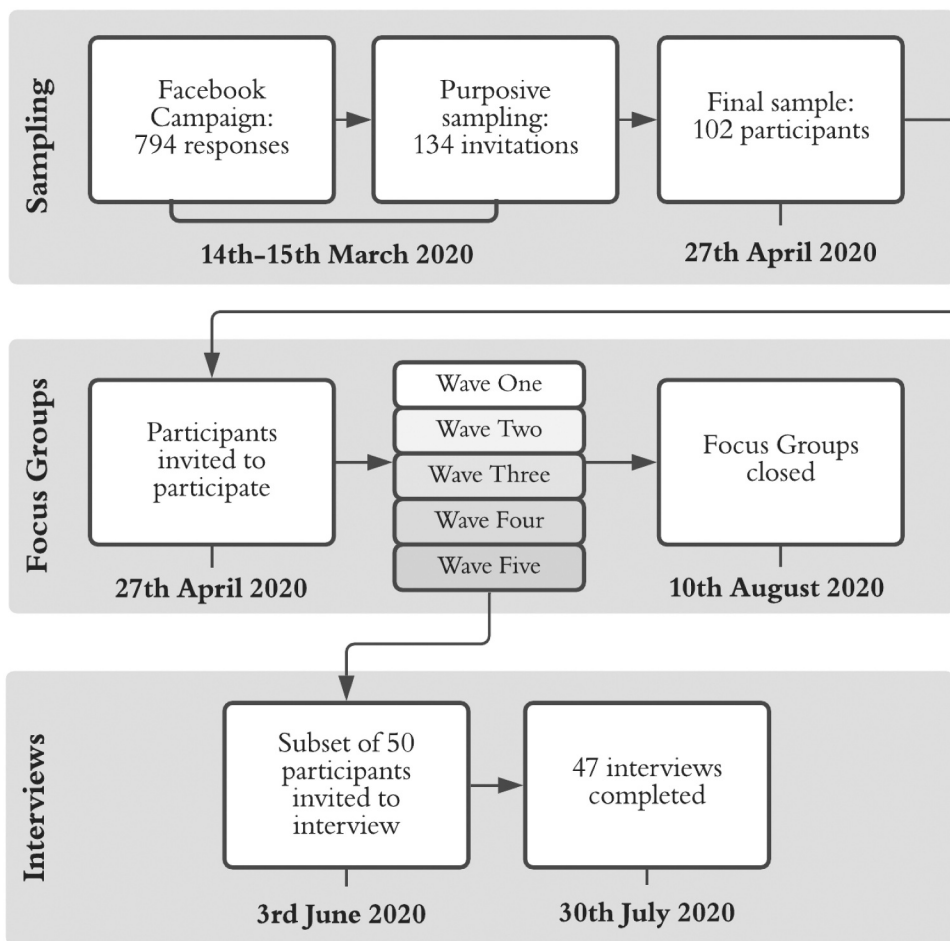 Sampling
Facebook
Campaign:
794 responses
Purposive
sampling:
134 invitations
Final sample:
102 participants
14th–15th March 2020
27th April 2020
Focus Groups
Participants
invited to
participate
Wave One
Wave Two
Wave Three
Wave Four
Wave Five
Focus Groups
closed
27th April 2020
10th August 2020
Interviews
Subset of 50
participants
invited to
interview
47 interviews
completed
3rd June 2020
30th July 2020